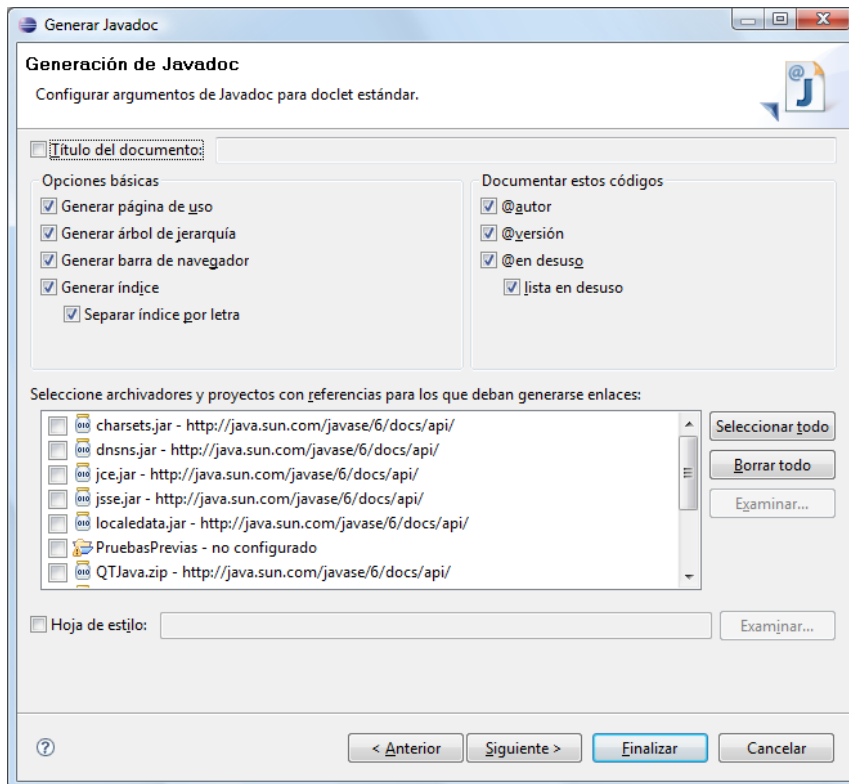 Generar Javadoc
Generación de Javadoc
Configurar argumentos de Javadoc para doclet estándar.
@
J
Título del documento:
Opciones básicas
Generar página de uso
Generar árbol de jerarquía
Generar barra de navegador
Generar índice
Separar índice por letra
Documentar estos códigos
@autor
@versión
@en desuso
lista en desuso
Seleccione archivadores y proyectos con referencias para los que deban generarse enlaces:
charsets.jar - http://java.sun.com/javase/6/docs/api/
dnsns.jar - http://java.sun.com/javase/6/docs/api/
jce.jar - http://java.sun.com/javase/6/docs/api/
jsse.jar - http://java.sun.com/javase/6/docs/api/
localedata.jar - http://java.sun.com/javase/6/docs/api/
PruebasPrevias - no configurado
QTJava.zip - http://java.sun.com/javase/6/docs/api/
Seleccionar todo
Borrar todo
Examinar...
Hoja de estilo:
Examinar...
? < Anterior Siguiente > Finalizar Cancelar